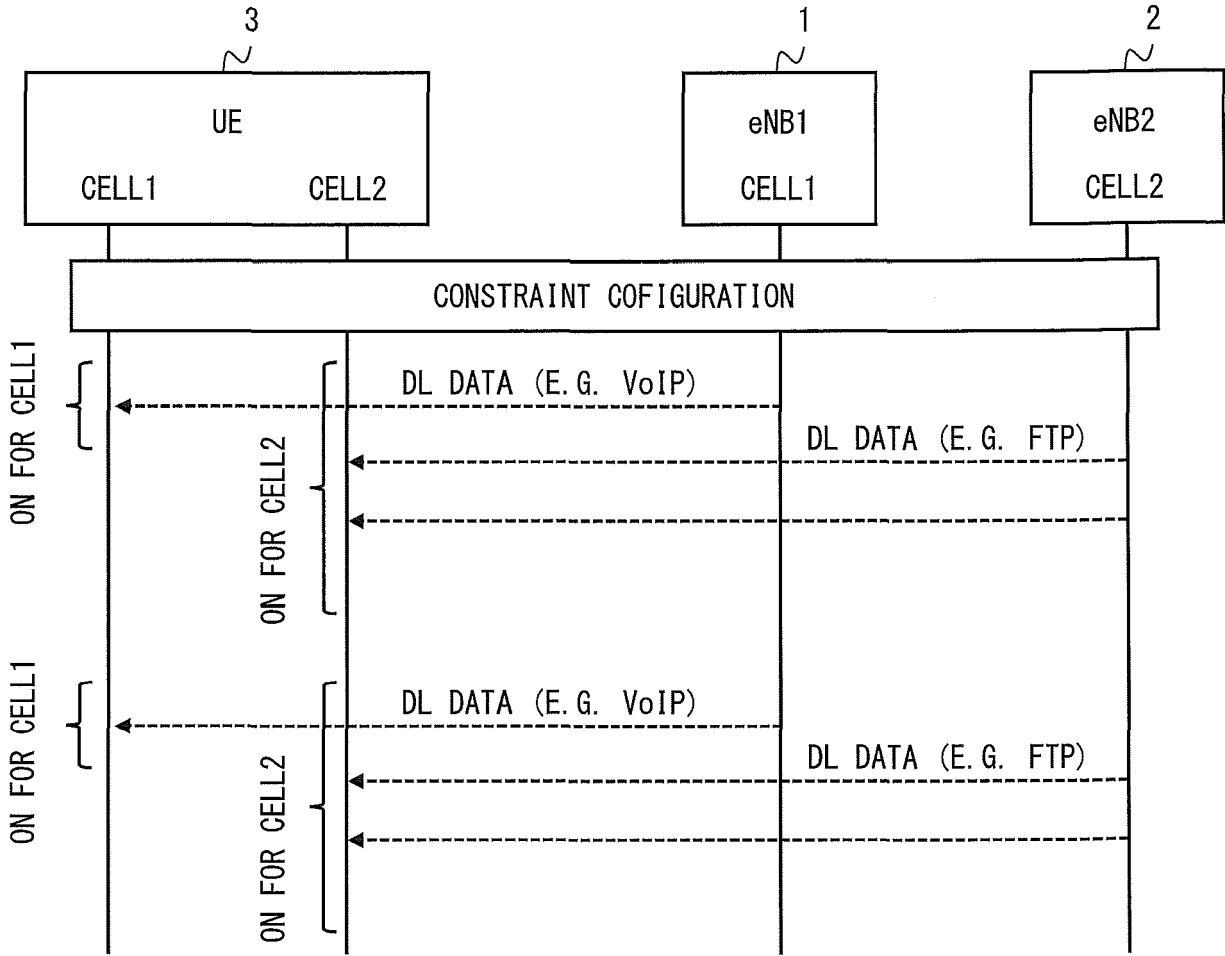 3
1
2
UE
eNB1
eNB2
CELL1
CELL2
CELL1
CELL2
CONSTRAINT COFIGURATION
ON FOR CELL1
DL DATA (E.G. VoIP)
DL DATA (E.G. FTP)
ON FOR CELL2
ON FOR CELL1
DL DATA (E.G. VoIP)
DL DATA (E.G. FTP)
ON FOR CELL2